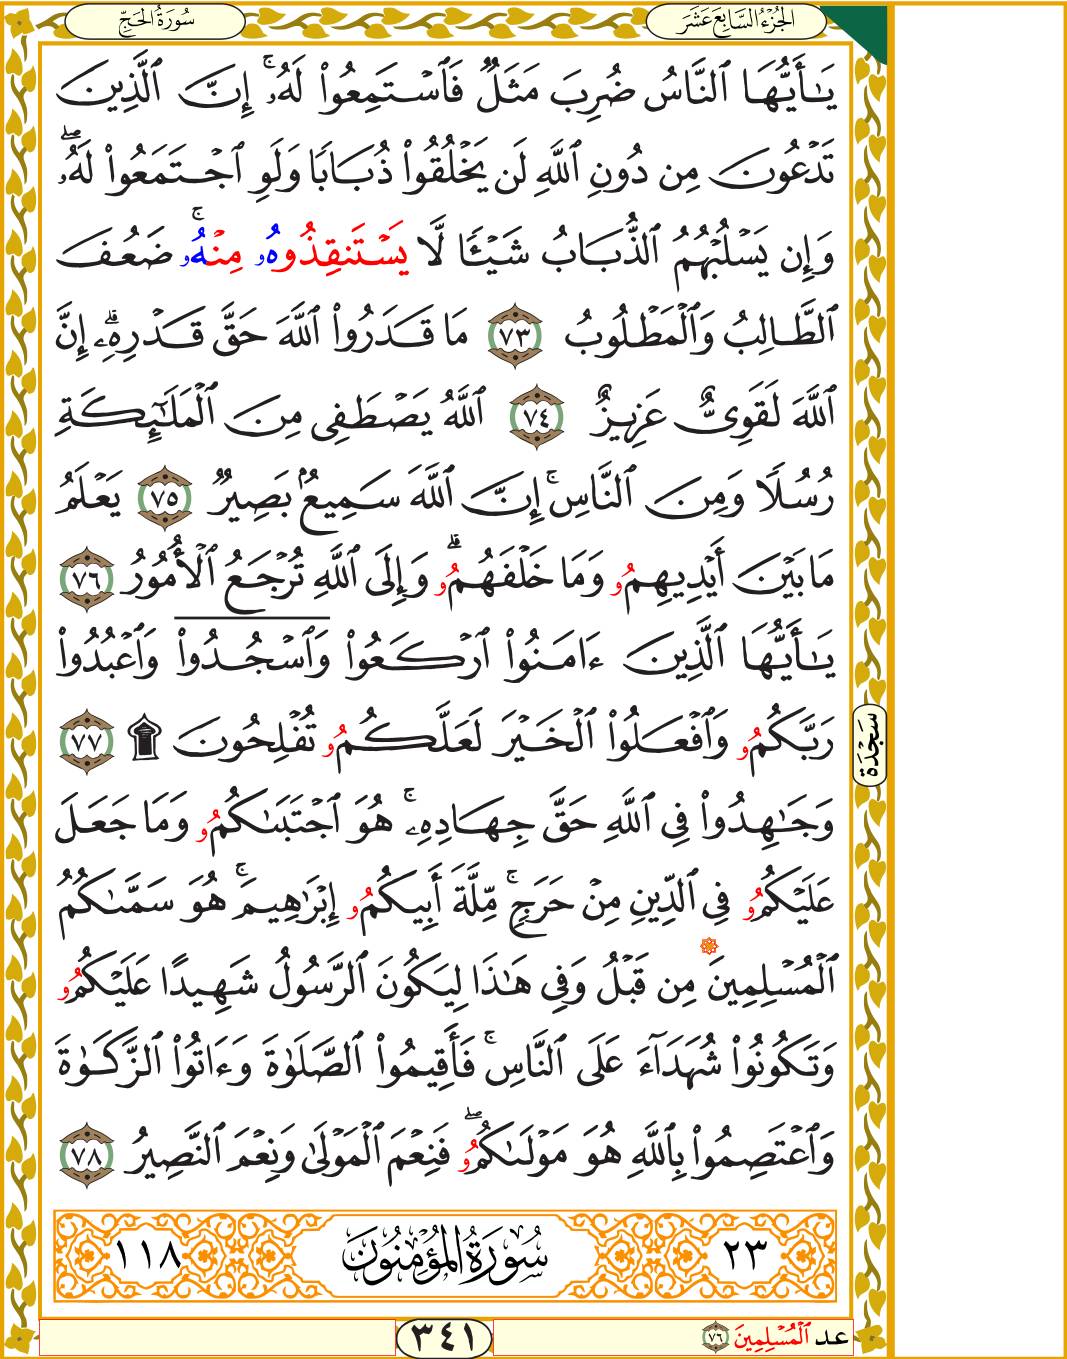 الجُزْءُ السَّابِعَ عَشَرَ
سُورَةُ الحَجِّ
يَـٰٓأَيُّهَا ٱلنَّاسُ ضُرِبَ مَثَلٌ فَٱسْتَمِعُوا۟ لَهُۥٓ ۚ إِنَّ ٱلَّذِينَ
تَدْعُونَ مِن دُونِ ٱللَّهِ لَن يَخْلُقُوا۟ ذُبَابًا وَلَوِ ٱجْتَمَعُوا۟ لَهُۥ ۖ
وَإِن يَسْلُبْهُمُ ٱلذُّبَابُ شَيْـًٔا لَّا يَسْتَنقِذُوهُۥ مِنْهُۥ ۚ ضَعُفَ
ٱلطَّالِبُ وَٱلْمَطْلُوبُ ٧٣ مَا قَدَرُوا۟ ٱللَّهَ حَقَّ قَدْرِهِۦٓ ۗ إِنَّ
ٱللَّهَ لَقَوِىٌّ عَزِيزٌ ٧٤ ٱللَّهُ يَصْطَفِى مِنَ ٱلْمَلَـٰٓئِكَةِ
رُسُلًا وَمِنَ ٱلنَّاسِ ۚ إِنَّ ٱللَّهَ سَمِيعٌۢ بَصِيرٌ ٧٥ يَعْلَمُ
مَا بَيْنَ أَيْدِيهِمُۥ وَمَا خَلْفَهُمُۥ ۗ وَإِلَى ٱللَّهِ تُرْجَعُ ٱلْأُمُورُ ٧٦
يَـٰٓأَيُّهَا ٱلَّذِينَ ءَامَنُوا۟ ٱرْكَعُوا۟ وَٱسْجُدُوا۟ وَٱعْبُدُوا۟
رَبَّكُمُۥ وَٱفْعَلُوا۟ ٱلْخَيْرَ لَعَلَّكُمُۥ تُفْلِحُونَ ۩ ٧٧
سَجْدَة
وَجَـٰهِدُوا۟ فِى ٱللَّهِ حَقَّ جِهَادِهِۦ ۚ هُوَ ٱجْتَبَىٰكُمُۥ وَمَا جَعَلَ
عَلَيْكُمُۥ فِى ٱلدِّينِ مِنْ حَرَجٍ ۚ مِّلَّةَ أَبِيكُمُۥٓ إِبْرَٰهِيمَ ۚ هُوَ سَمَّىٰكُمُ
ٱلْمُسْلِمِينَ مِن قَبْلُ وَفِى هَـٰذَا لِيَكُونَ ٱلرَّسُولُ شَهِيدًا عَلَيْكُمُۥ
وَتَكُونُوا۟ شُهَدَآءَ عَلَى ٱلنَّاسِ ۚ فَأَقِيمُوا۟ ٱلصَّلَوٰةَ وَءَاتُوا۟ ٱلزَّكَوٰةَ
وَٱعْتَصِمُوا۟ بِٱللَّهِ هُوَ مَوْلَىٰكُمُۥ ۖ فَنِعْمَ ٱلْمَوْلَىٰ وَنِعْمَ ٱلنَّصِيرُ ٧٨
٢٣ سُورَةُ المُؤْمِنُونَ ١١٨
عد ٱلْمُسْلِمِينَ ٧٦
٣٤١